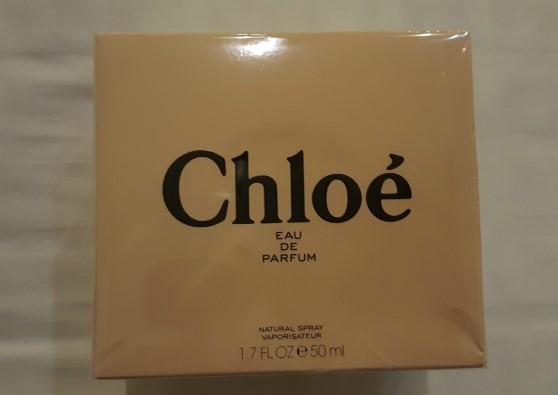 Chloé
EAU
DE
PARFUM
NATURAL SPRAY
VAPORISATEUR
1.7 FL OZ e 50 ml